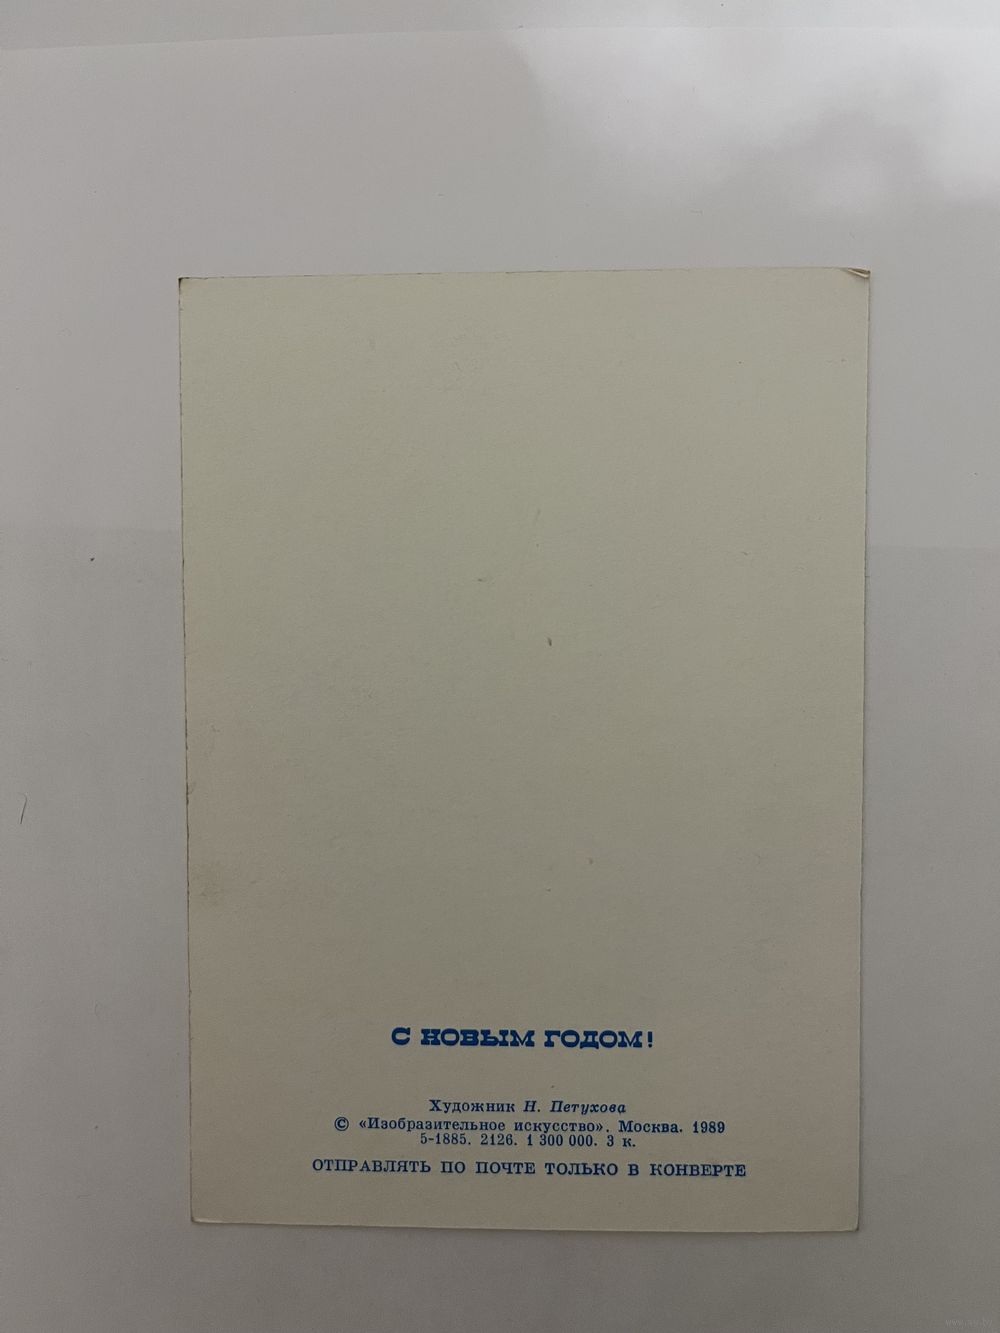 С НОВЫМ ГОДОМ!
Художник Н. Петухова
© «Изобразительное искусство». Москва. 1989
5-1885. 2126. 1 300 000. 3 к.
ОТПРАВЛЯТЬ ПО ПОЧТЕ ТОЛЬКО В КОНВЕРТЕ